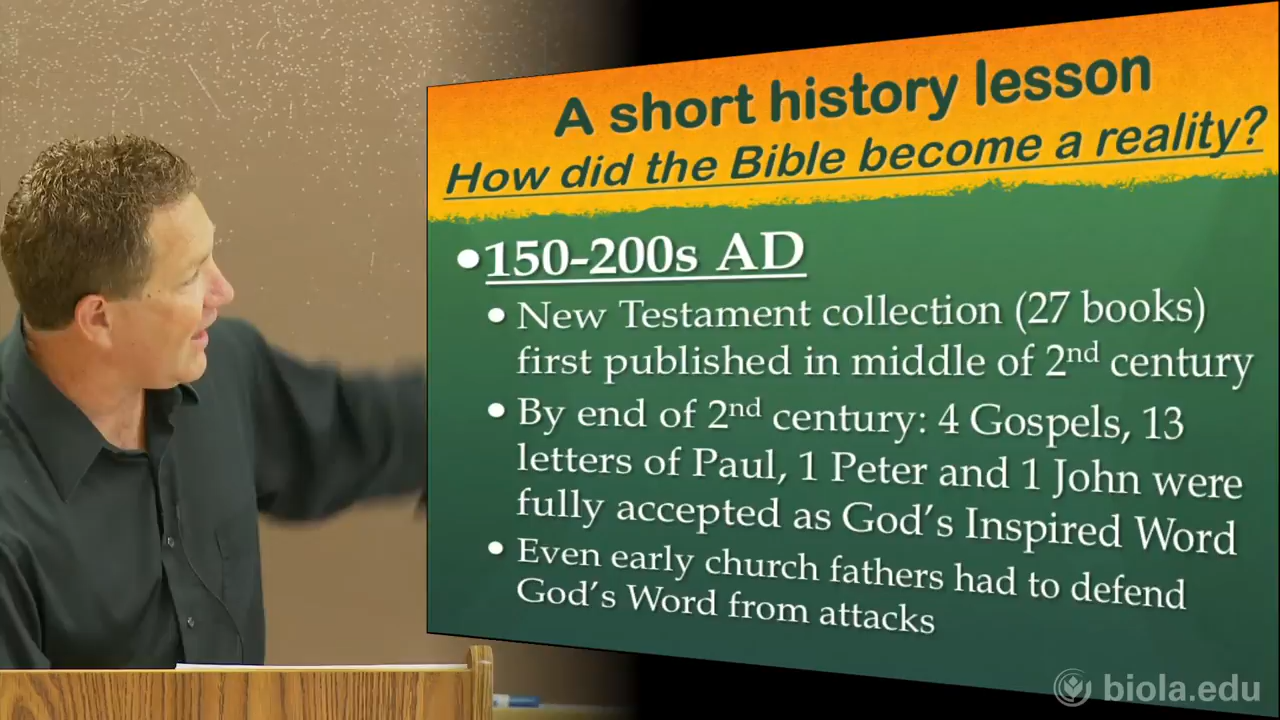 A short history lesson
How did the Bible become a reality?
•150-200s AD
• New Testament collection (27 books)
first published in middle of 2nd century
• By end of 2nd century: 4 Gospels, 13
letters of Paul, 1 Peter and 1 John were
fully accepted as God's Inspired Word
• Even early church fathers had to defend
God's Word from attacks
biola.edu